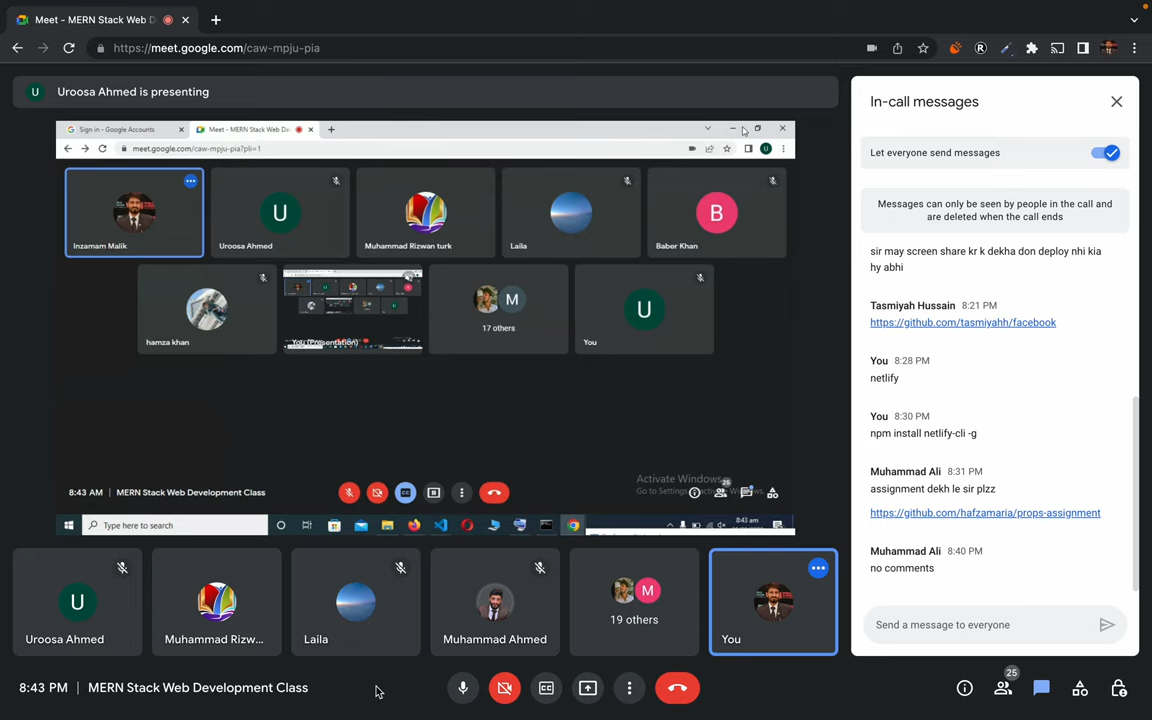 Meet - MERN Stack Web D
https://meet.google.com/caw-mpju-pia
U
Uroosa Ahmed is presenting
Sign in - Google Accounts
Meet - MERN Stack Web De
meet.google.com/caw-mpju-pia?pli=1
U
Inzamam Malik
U
Uroosa Ahmed
Muhammad Rizwan turk
Laila
B
Baber Khan
hamza khan
You (Presentation)
M
17 others
U
You
Activate Windows
Go to Settings
8:43 AM | MERN Stack Web Development Class
25
Type here to search
8:43 am
U
Uroosa Ahmed
Muhammad Rizw...
Laila
Muhammad Ahmed
M
19 others
You
8:43 PM | MERN Stack Web Development Class
In-call messages
Let everyone send messages
Messages can only be seen by people in the call and
are deleted when the call ends
sir may screen share kr k dekha don deploy nhi kia
hy abhi
Tasmiyah Hussain 8:21 PM
https://github.com/tasmiyahh/facebook
You 8:28 PM
netlify
You 8:30 PM
npm install netlify-cli -g
Muhammad Ali 8:31 PM
assignment dekh le sir plzz
https://github.com/hafzamaria/props-assignment
Muhammad Ali 8:40 PM
no comments
Send a message to everyone
25